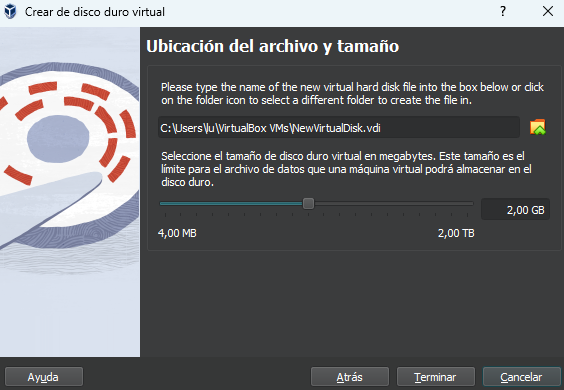 Crear de disco duro virtual
?
Ubicación del archivo y tamaño
Please type the name of the new virtual hard disk file into the box below or click
on the folder icon to select a different folder to create the file in.
C:\Users\lu\VirtualBox VMs\NewVirtualDisk.vdi
Seleccione el tamaño de disco duro virtual en megabytes. Este tamaño es el
límite para el archivo de datos que una máquina virtual podrá almacenar en el
disco duro.
2,00 GB
4,00 MB 2,00 TB
Ayuda Atrás Terminar Cancelar